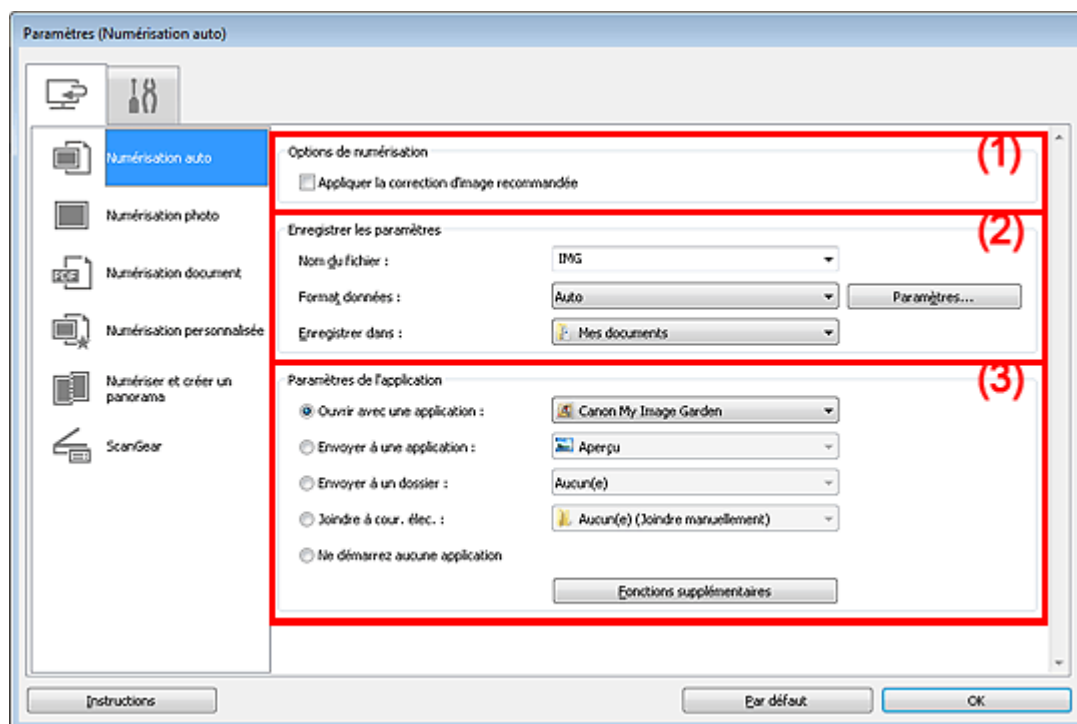 Paramètres (Numérisation auto)
Numérisation auto
Numérisation photo
PDF
Numérisation document
Numérisation personnalisée
Numériser et créer un
panorama
ScanGear
(1)
Options de numérisation
Appliquer la correction d'image recommandée
(2)
Enregistrer les paramètres
Nom du fichier : IMG
Format données : Auto Paramètres...
Enregistrer dans : Mes documents
(3)
Paramètres de l'application
Ouvrir avec une application : Canon My Image Garden
Envoyer à une application : Aperçu
Envoyer à un dossier : Aucun(e)
Joindre à cour. élec. : Aucun(e) (Joindre manuellement)
Ne démarrez aucune application
Fonctions supplémentaires
Instructions Par défaut OK